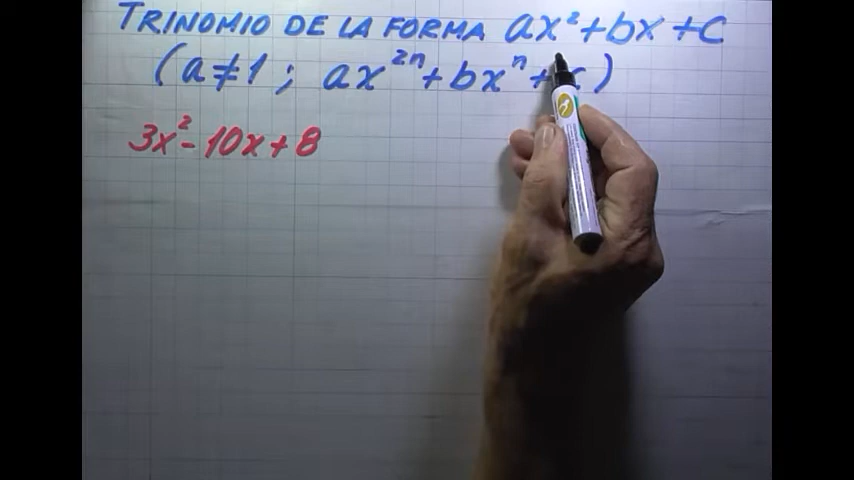 TRINOMIO DE LA FORMA ax² + bx + c
(a ≠ 1 ; ax²ⁿ + bxⁿ + c)
3x² - 10x + 8